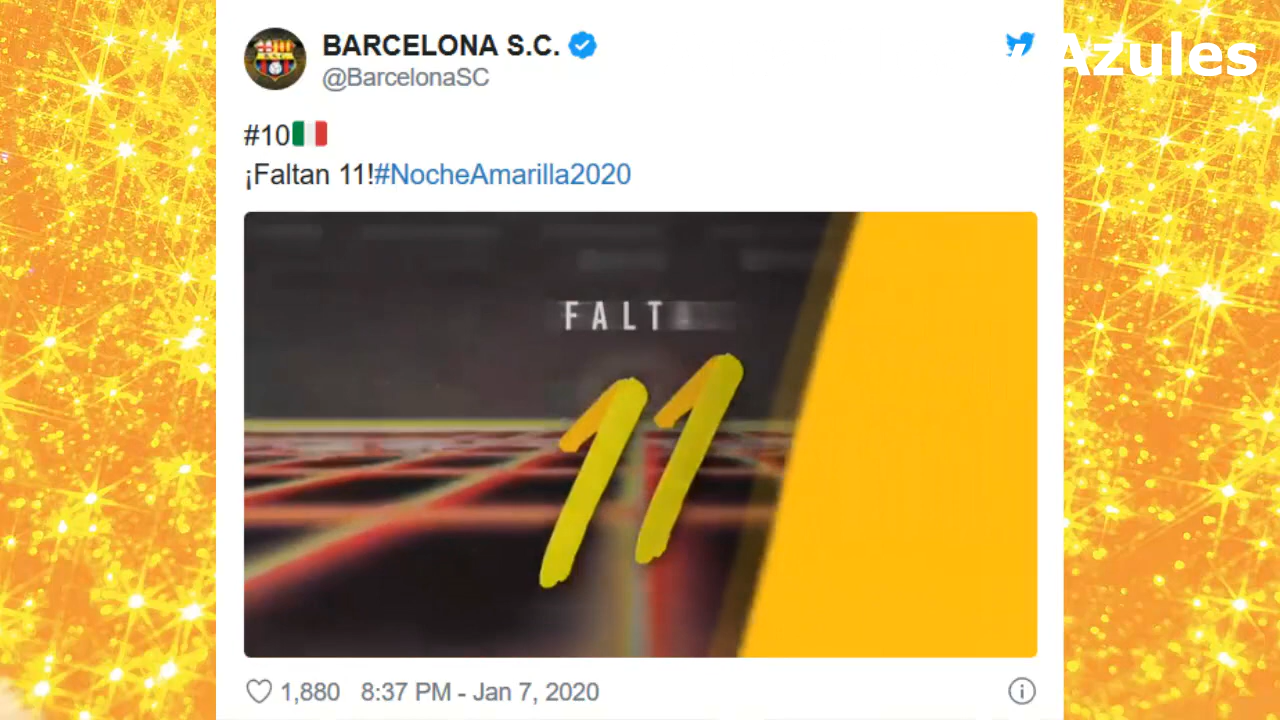 BARCELONA S.C.
@BarcelonaSC
Azules
#10🇮🇹
¡Faltan 11!#NocheAmarilla2020
FALT
11
1,880 8:37 PM - Jan 7, 2020